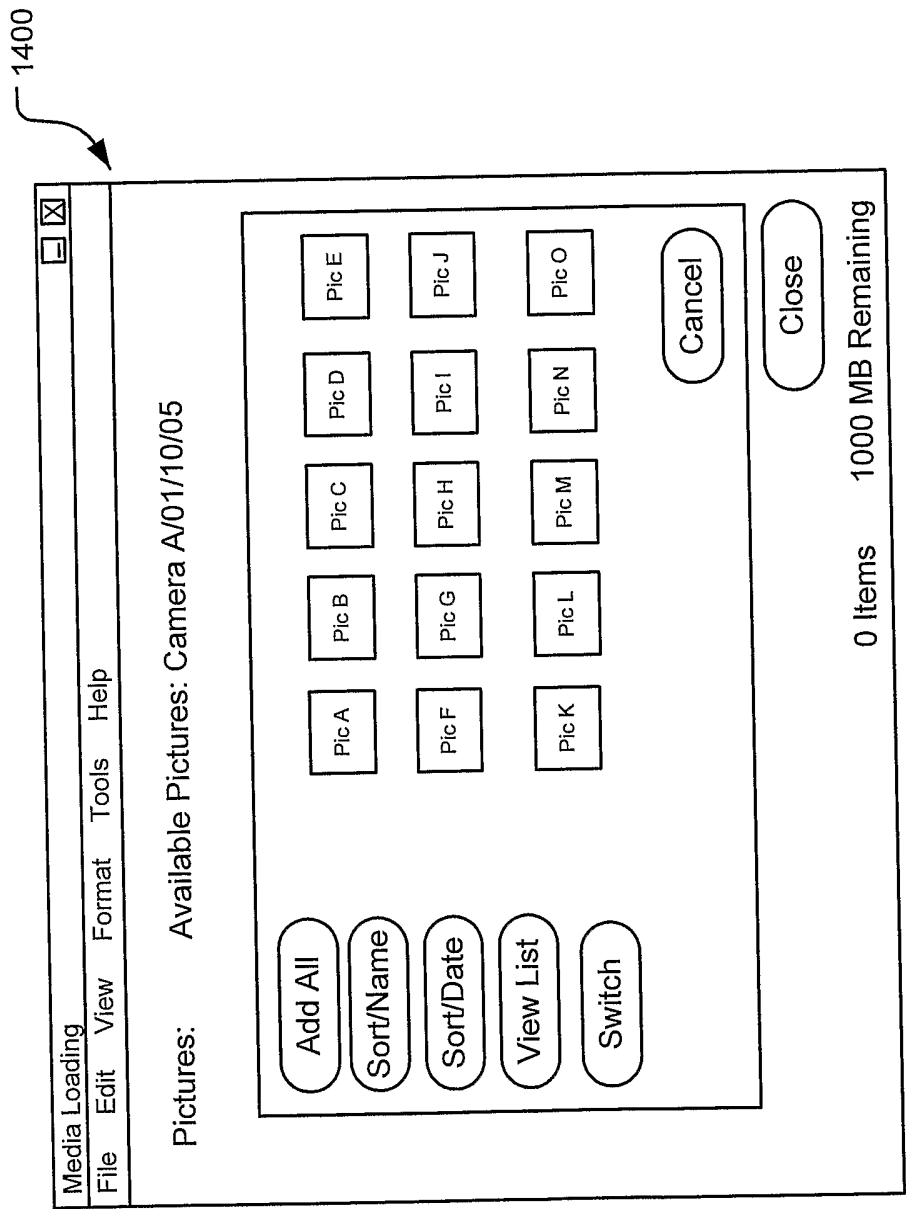 1400
Media Loading
File Edit View Format Tools Help
Pictures: Available Pictures: Camera A/01/10/05
Add All
Sort/Name
Sort/Date
View List
Switch
Pic A Pic B Pic C Pic D Pic E
Pic F Pic G Pic H Pic I Pic J
Pic K Pic L Pic M Pic N Pic O
Cancel
Close
0 Items 1000 MB Remaining